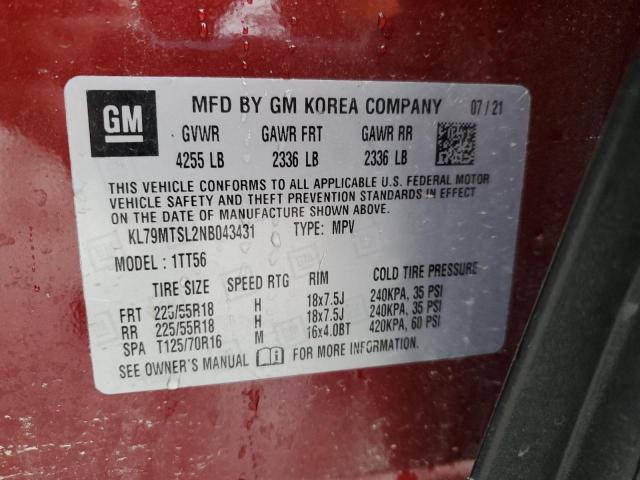 GM MFD BY GM KOREA COMPANY 07/21
GVWR GAWR FRT GAWR RR
4255 LB 2336 LB 2336 LB
THIS VEHICLE CONFORMS TO ALL APPLICABLE U.S. FEDERAL MOTOR
VEHICLE SAFETY AND THEFT PREVENTION STANDARDS IN EFFECT
ON THE DATE OF MANUFACTURE SHOWN ABOVE.
KL79MTSL2NB043431 TYPE: MPV
MODEL : 1TT56
TIRE SIZE SPEED RTG RIM COLD TIRE PRESSURE
FRT 225/55R18 H 18x7.5J 240KPA, 35 PSI
RR 225/55R18 H 18x7.5J 240KPA, 35 PSI
SPA T125/70R16 M 16x4.0BT 420KPA, 60 PSI
SEE OWNER'S MANUAL FOR MORE INFORMATION.